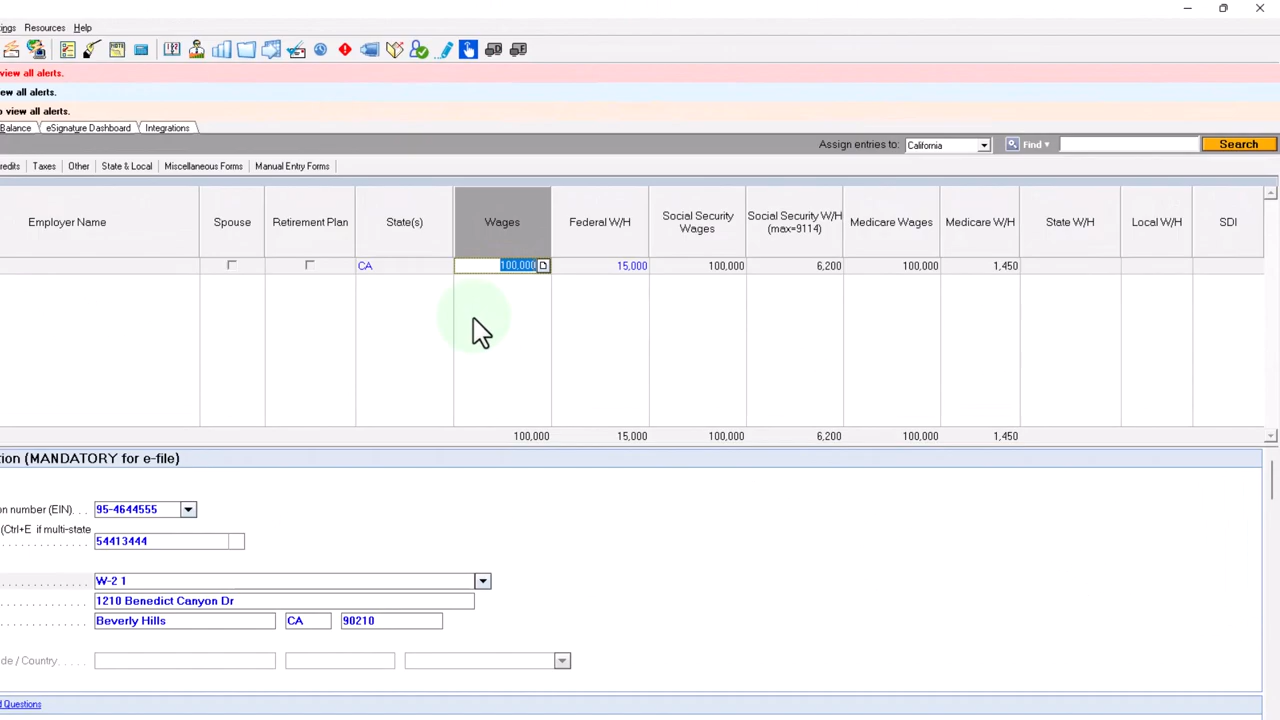 ings Resources Help
view all alerts.
ew all alerts.
o view all alerts.
Balance eSignature Dashboard Integrations
Assign entries to: California Find Search
redits Taxes Other State & Local Miscellaneous Forms Manual Entry Forms
Employer Name Spouse Retirement Plan State(s) Wages Federal W/H Social Security Wages Social Security W/H (max=9114) Medicare Wages Medicare W/H State W/H Local W/H SDI
CA 100,000 15,000 100,000 6,200 100,000 1,450
100,000 15,000 100,000 6,200 100,000 1,450
tion (MANDATORY for e-file)
on number (EIN). . . 95-4644555
(Ctrl+E if multi-state
54413444
W-2 1
1210 Benedict Canyon Dr
Beverly Hills CA 90210
de / Country
d Questions